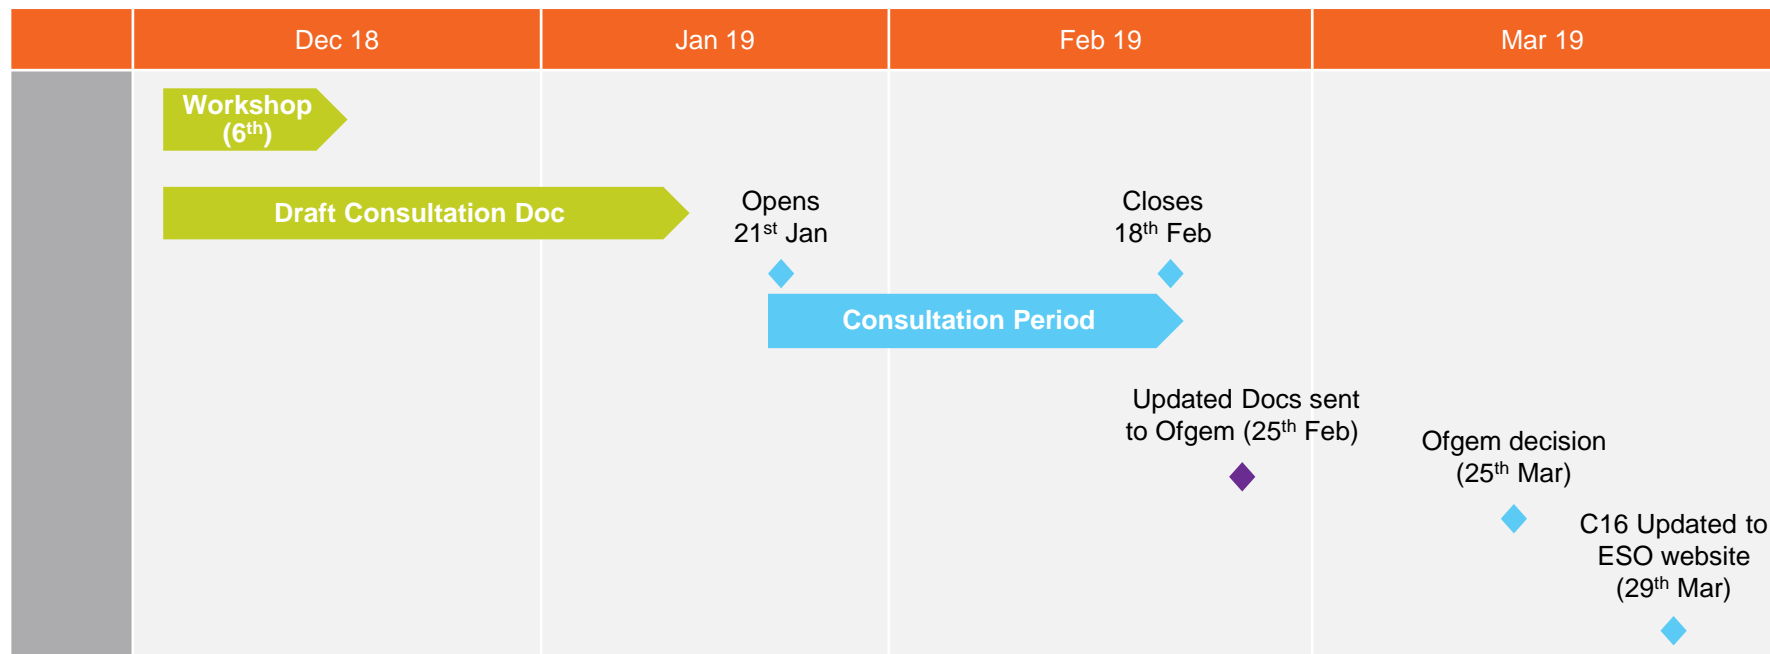 Dec 18
Jan 19
Feb 19
Mar 19
Workshop
(6th)
Draft Consultation Doc
Opens
21st Jan
Closes
18th Feb
Consultation Period
Updated Docs sent
to Ofgem (25th Feb)
Ofgem decision
(25th Mar)
C16 Updated to
ESO website
(29th Mar)